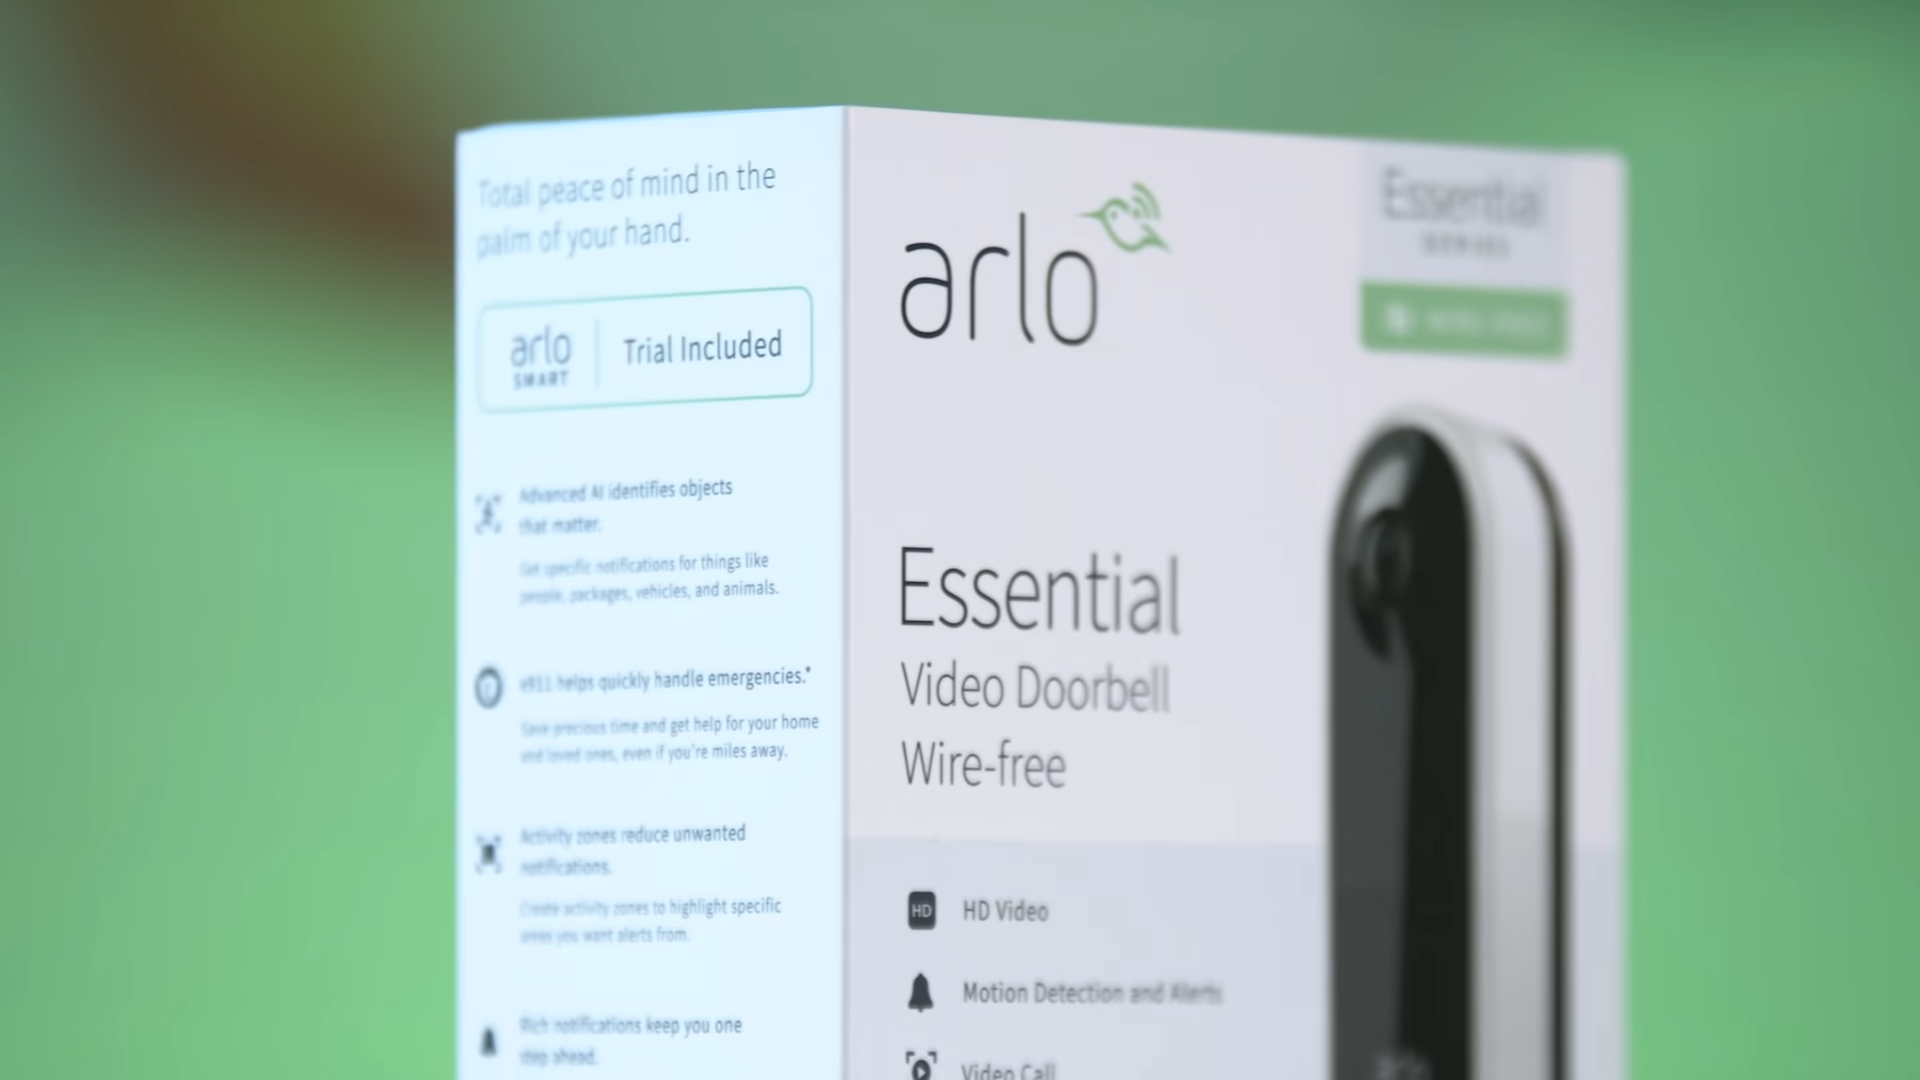 Total peace of mind in the
palm of your hand.
arlo
SMART
Trial Included
Advanced AI identifies objects
that matter.
Get specific notifications for things like
people, packages, vehicles, and animals.
e911 helps quickly handle emergencies.*
Save precious time and get help for your home
and loved ones, even if you're miles away.
Activity zones reduce unwanted
notifications.
Create activity zones to highlight specific
areas you want alerts from.
Rich notifications keep you one
step ahead.
arlo
Essential
SERIES
Essential
Video Doorbell
Wire-free
HD
HD Video
Motion Detection and Alerts
Video Call
arlo